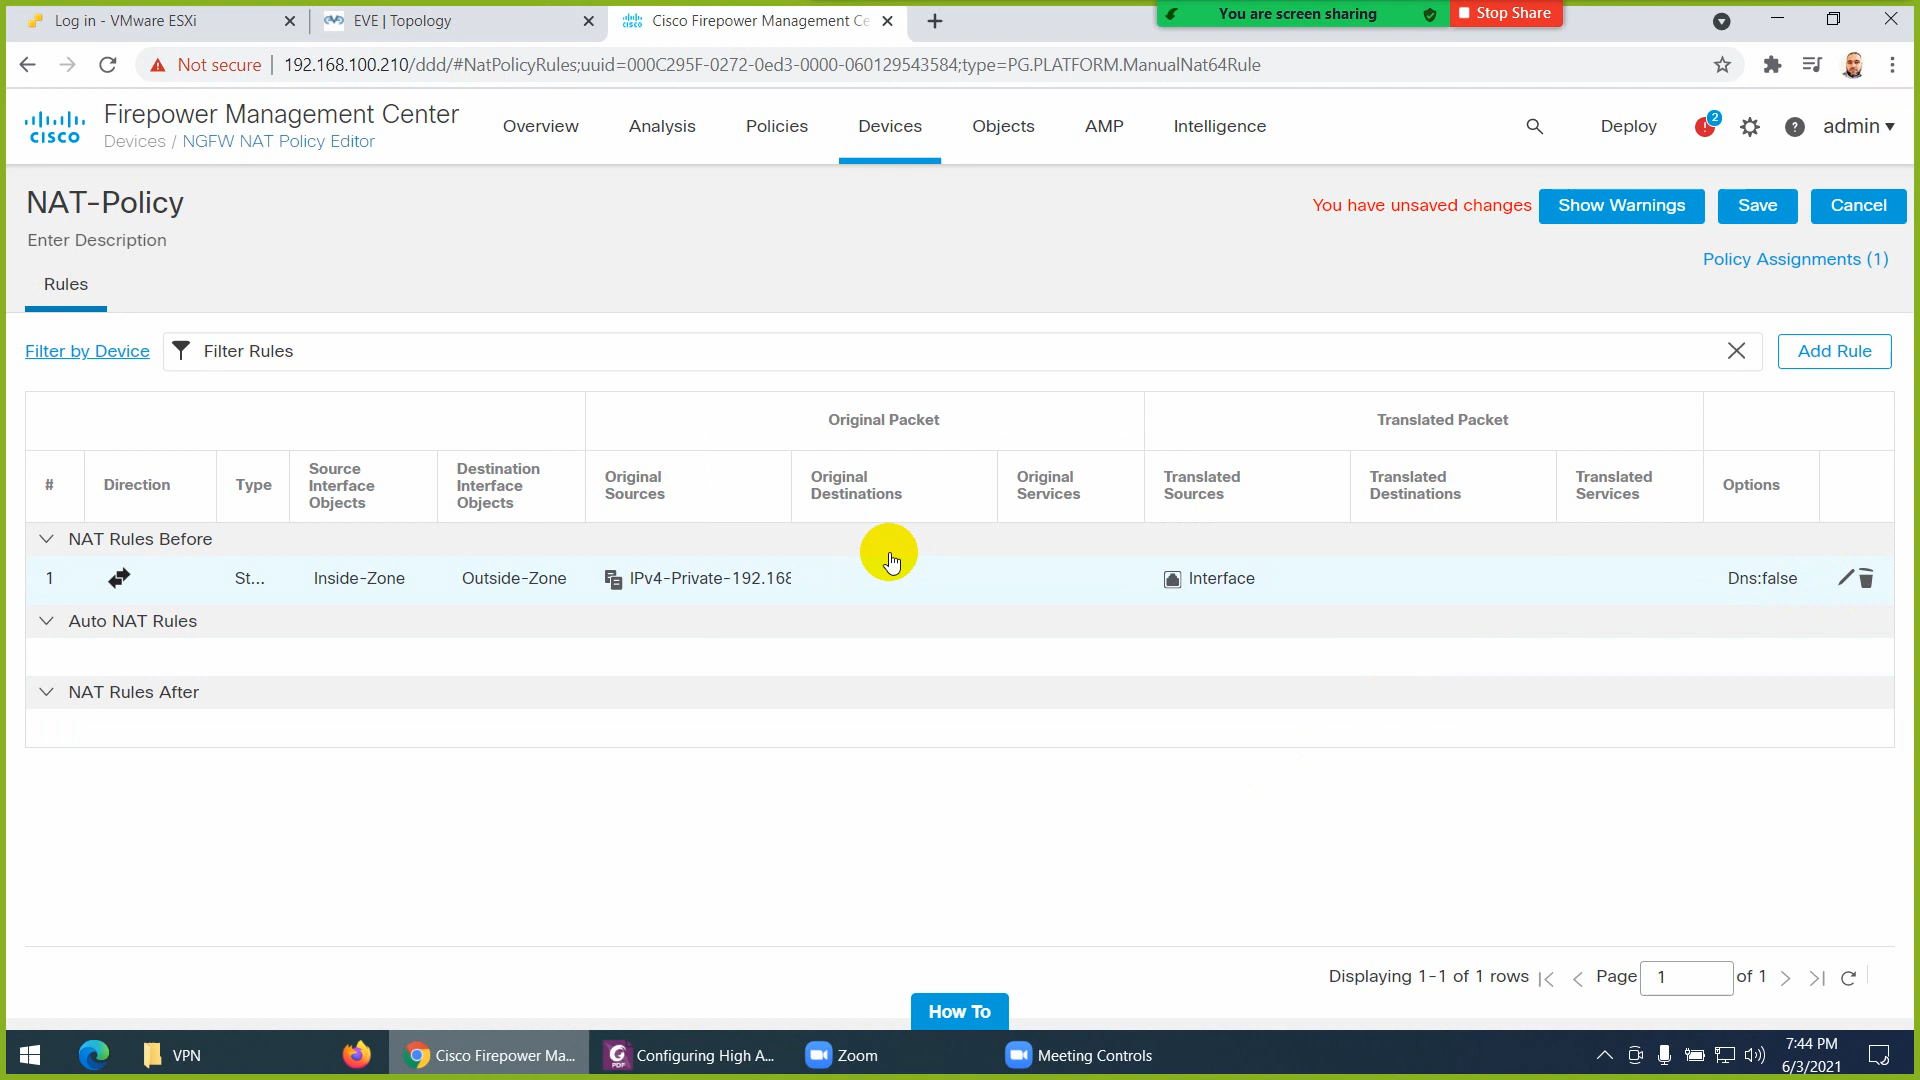 Log in - VMware ESXi
EVE | Topology
Cisco Firepower Management Ce
You are screen sharing
Stop Share
Not secure
192.168.100.210/ddd/#NatPolicyRules;uuid=000C295F-0272-0ed3-0000-060129543584;type=PG.PLATFORM.ManualNat64Rule
CISCO
Firepower Management Center
Devices / NGFW NAT Policy Editor
Overview
Analysis
Policies
Devices
Objects
AMP
Intelligence
Deploy
2
admin
NAT-Policy
Enter Description
You have unsaved changes
Show Warnings
Save
Cancel
Policy Assignments (1)
Rules
Filter by Device
Filter Rules
Add Rule
Original Packet
Translated Packet
#
Direction
Type
Source
Interface
Objects
Destination
Interface
Objects
Original
Sources
Original
Destinations
Original
Services
Translated
Sources
Translated
Destinations
Translated
Services
Options
NAT Rules Before
1
St...
Inside-Zone
Outside-Zone
IPv4-Private-192.168
Interface
Dns:false
Auto NAT Rules
NAT Rules After
Displaying 1-1 of 1 rows
Page
1
of 1
How To
VPN
Cisco Firepower Ma...
Configuring High A...
Zoom
Meeting Controls
7:44 PM
6/3/2021